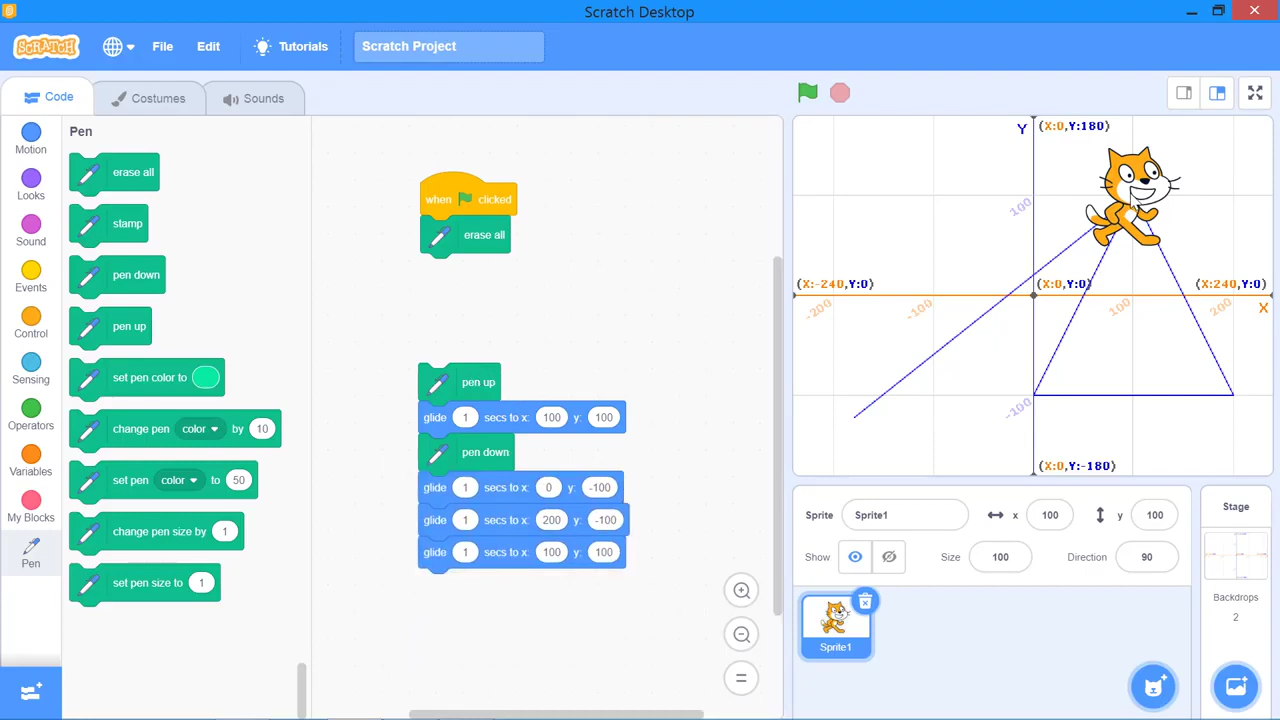 Scratch Desktop
SCRATCH File Edit Tutorials Scratch Project
Code Costumes Sounds
Motion
Looks
Sound
Events
Control
Sensing
Operators
Variables
My Blocks
Pen
Pen
erase all
stamp
pen down
pen up
set pen color to
change pen color by 10
set pen color to 50
change pen size by 1
set pen size to 1
when clicked
erase all
pen up
glide 1 secs to x: 100 y: 100
pen down
glide 1 secs to x: 0 y: -100
glide 1 secs to x: 200 y: -100
glide 1 secs to x: 100 y: 100
Y (X:0,Y:180)
100
(X:-240,Y:0) (X:0,Y:0) (X:240,Y:0)
-200 -100 100 200 X
-100
(X:0,Y:-180)
Sprite Sprite1 x 100 y 100
Show Size 100 Direction 90
Sprite1
Stage
Backdrops
2